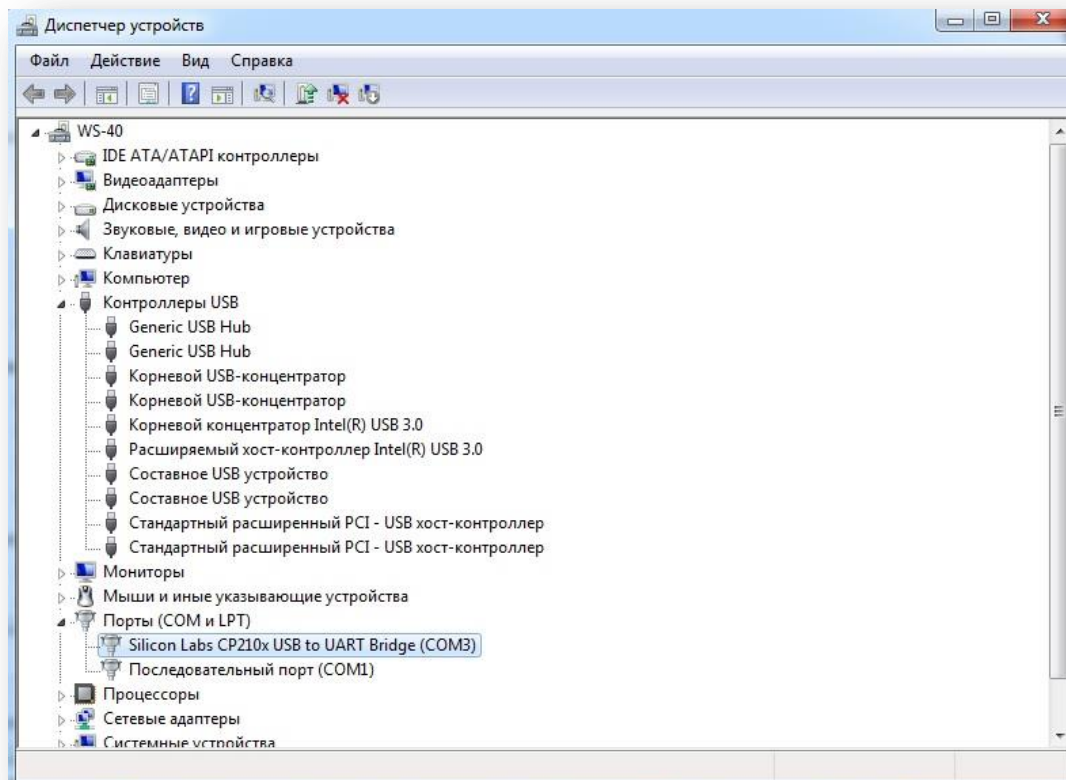 Диспетчер устройств
Файл Действие Вид Справка
WS-40
IDE ATA/ATAPI контроллеры
Видеоадаптеры
Дисковые устройства
Звуковые, видео и игровые устройства
Клавиатуры
Компьютер
Контроллеры USB
Generic USB Hub
Generic USB Hub
Корневой USB-концентратор
Корневой USB-концентратор
Корневой концентратор Intel(R) USB 3.0
Расширяемый хост-контроллер Intel(R) USB 3.0
Составное USB устройство
Составное USB устройство
Стандартный расширенный PCI - USB хост-контроллер
Стандартный расширенный PCI - USB хост-контроллер
Мониторы
Мыши и иные указывающие устройства
Порты (COM и LPT)
Silicon Labs CP210x USB to UART Bridge (COM3)
Последовательный порт (COM1)
Процессоры
Сетевые адаптеры
Системные устройства